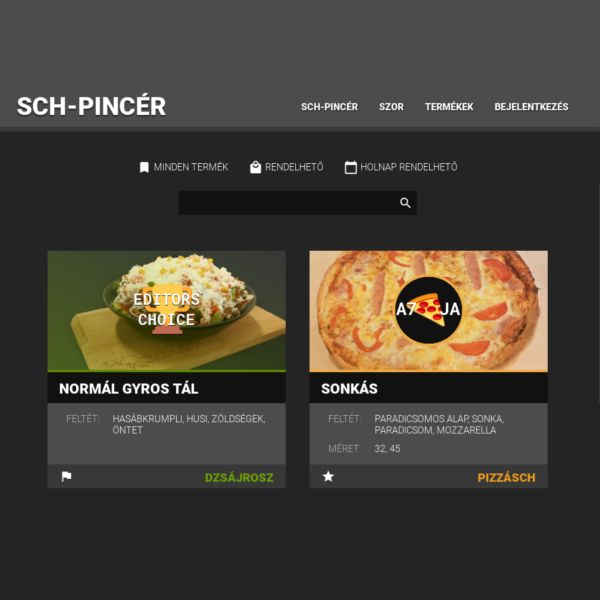 SCH-PINCÉR
SCH-PINCÉR SZOR TERMÉKEK BEJELENTKEZÉS
MINDEN TERMÉK RENDELHETŐ HOLNAP RENDELHETŐ
EDITORS`
CHOICE
NORMÁL GYROS TÁL
FELTÉT: HASÁBKRUMPLI, HUSI, ZÖLDSÉGEK,
ÖNTET
DZSÁJROSZ
A7 JA
SONKÁS
FELTÉT: PARADICSOMOS ALAP, SONKA,
PARADICSOM, MOZZARELLA
MÉRET: 32, 45
PIZZÁSCH